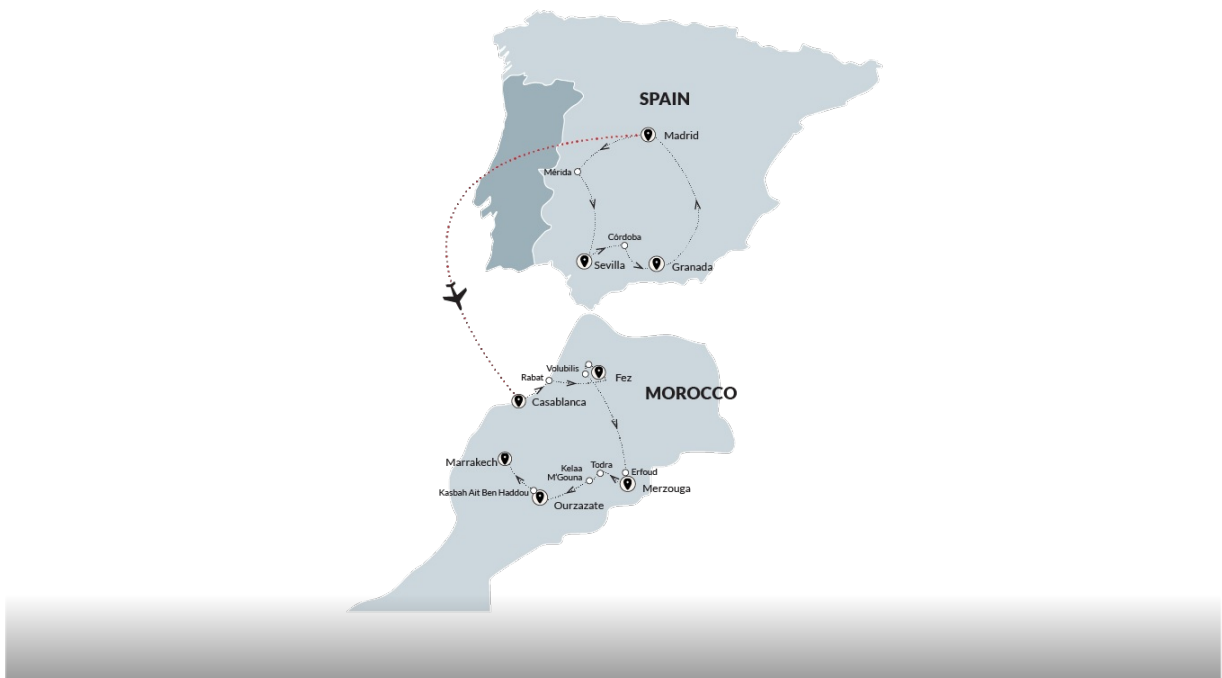 SPAIN
Madrid
Mérida
Córdoba
Sevilla
Granada
Volubilis
Rabat
Fez
MOROCCO
Casablanca
Marrakech
Kelaa
M'Gouna
Todra
Erfoud
Merzouga
Kasbah Ait Ben Haddou
Ourzazate